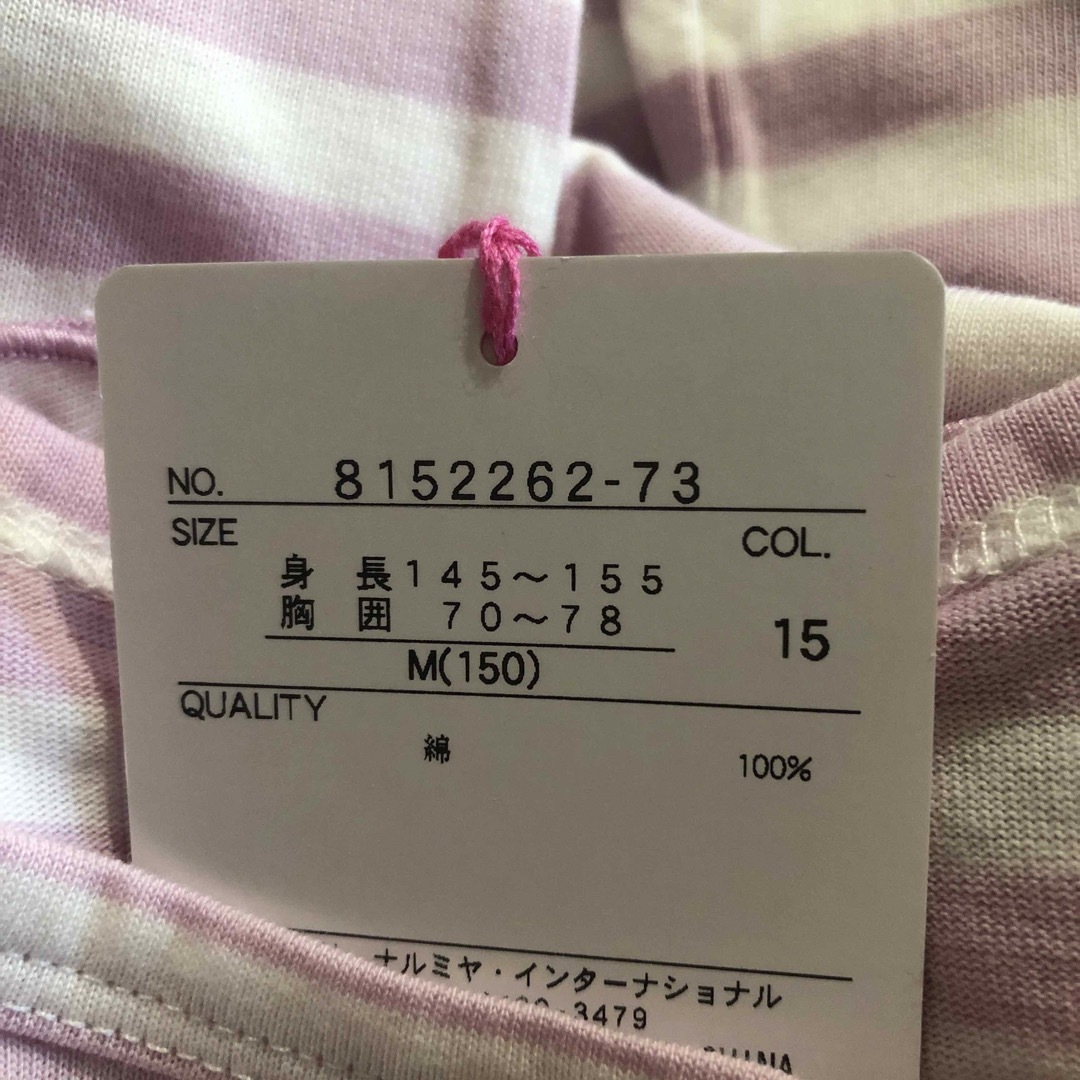 NO. 8152262-73
SIZE COL.
身 長 145～155
胸 囲 70～78
15
M(150)
QUALITY
綿 100%
ナルミヤ・インターナショナル
-3479
CHINA